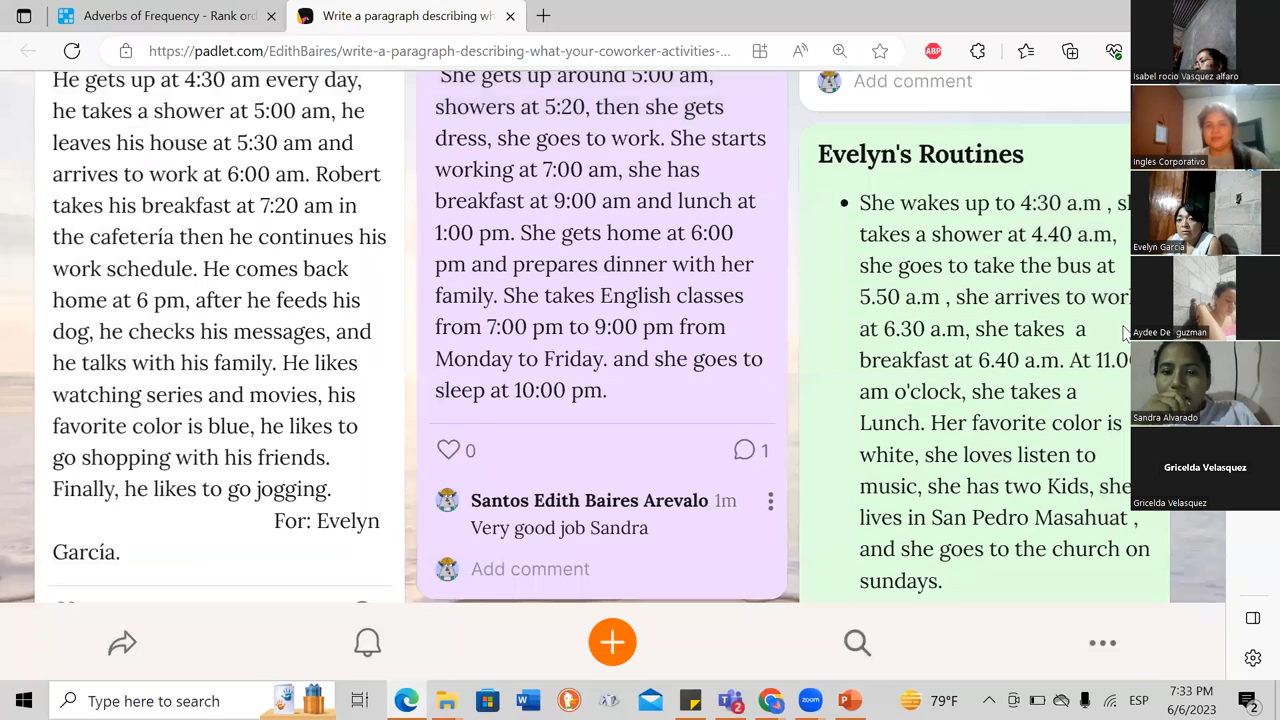 Adverbs of Frequency - Rank ord
Write a paragraph describing wh
https://padlet.com/EdithBaires/write-a-paragraph-describing-what-your-coworker-activities-...
ABP
He gets up at 4:30 am every day,
he takes a shower at 5:00 am, he
leaves his house at 5:30 am and
arrives to work at 6:00 am. Robert
takes his breakfast at 7:20 am in
the cafetería then he continues his
work schedule. He comes back
home at 6 pm, after he feeds his
dog, he checks his messages, and
he talks with his family. He likes
watching series and movies, his
favorite color is blue, he likes to
go shopping with his friends.
Finally, he likes to go jogging.
For: Evelyn
García.
She gets up around 5:00 am,
showers at 5:20, then she gets
dress, she goes to work. She starts
working at 7:00 am, she has
breakfast at 9:00 am and lunch at
1:00 pm. She gets home at 6:00
pm and prepares dinner with her
family. She takes English classes
from 7:00 pm to 9:00 pm from
Monday to Friday. and she goes to
sleep at 10:00 pm.
0
1
Santos Edith Baires Arevalo 1m
Very good job Sandra
Add comment
Add comment
Evelyn's Routines
• She wakes up to 4:30 a.m ,
takes a shower at 4.40 a.m,
she goes to take the bus at
5.50 a.m , she arrives to wor
at 6.30 a.m, she takes a
breakfast at 6.40 a.m. At 11.0
am o'clock, she takes a
Lunch. Her favorite color is
white, she loves listen to
music, she has two Kids, she
lives in San Pedro Masahuat ,
and she goes to the church on
sundays.
Isabel rocio Vasquez alfaro
Ingles Corporativo
Evelyn Garcia
Aydee De guzman
Sandra Alvarado
Gricelda Velasquez
Gricelda Velasquez
Type here to search
zoom
2
79°F
ESP
7:33 PM
6/6/2023
2